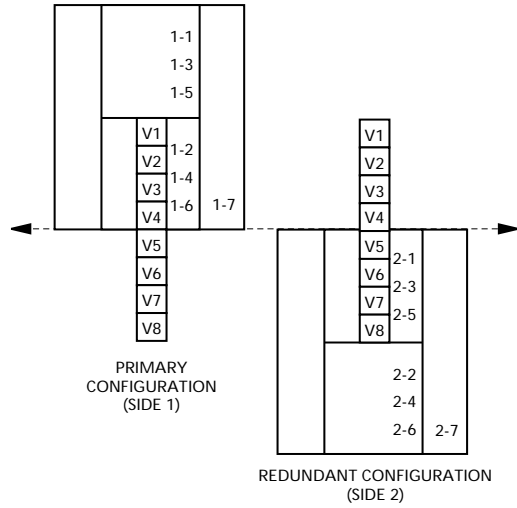 1-1
1-3
1-5
V1
V2
V3
V4
V5
V6
V7
V8
1-2
1-4
1-6
1-7
PRIMARY
CONFIGURATION
(SIDE 1)
V1
V2
V3
V4
V5
V6
V7
V8
2-1
2-3
2-5
2-2
2-4
2-6
2-7
REDUNDANT CONFIGURATION
(SIDE 2)